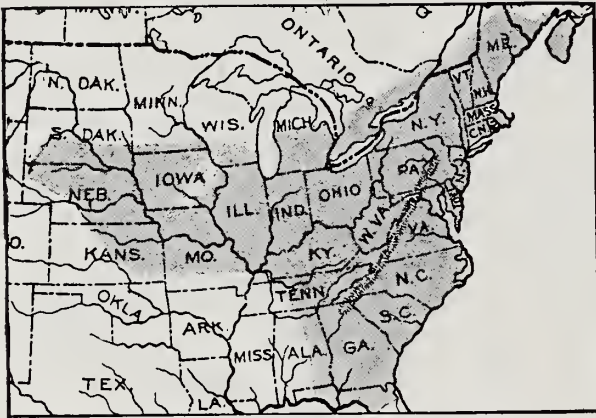 ONTARIO
Q
ME.
N. DAK.
MINN.
VT.
NH.
S. DAK.
WIS.
MICH.
N.Y.
MASS
CN
IOWA
PA.
NEB.
ILL.
IND.
OHIO
W. VA.
VA.
O.
KANS.
MO.
KY.
OKLA.
TENN.
N.C.
S.C.
ARK.
MISS
ALA.
GA.
TEX.
LA.